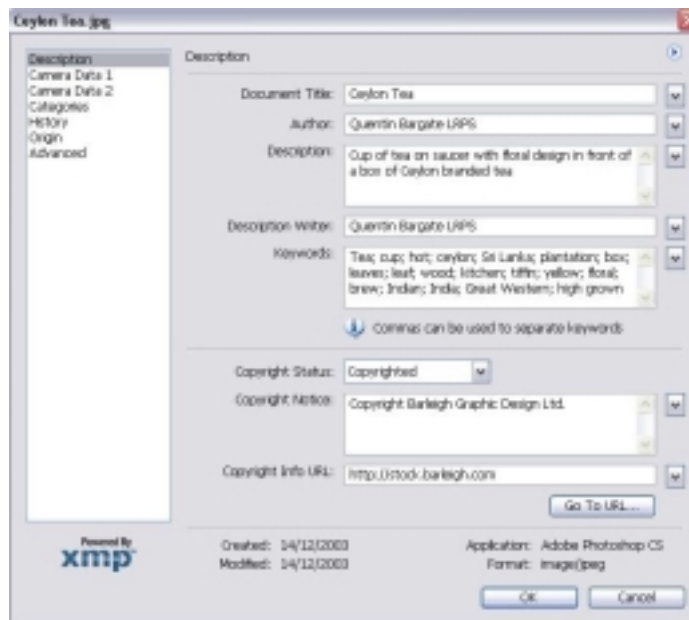 Ceylon Tea.jpg
Description
Camera Data 1
Camera Data 2
Categories
History
Origin
Advanced
Description
Document Title: Ceylon Tea
Author: Quentin Bargate LRPS
Description: Cup of tea on saucer with floral design in front of
a box of Ceylon branded tea
Description Writer: Quentin Bargate LRPS
Keywords: Tea; cup; hot; ceylon; Sri Lanka; plantation; box;
leaves; leaf; wood; kitchen; tiffin; yellow; floral;
brew; Indian; India; Great Western; high grown
Commas can be used to separate keywords
Copyright Status: Copyrighted
Copyright Notice: Copyright Barleigh Graphic Design Ltd.
Copyright Info URL: http://stock.barleigh.com
Go To URL...
Powered By
xmp
Created: 14/12/2003
Modified: 14/12/2003
Application: Adobe Photoshop CS
Format: image/jpeg
OK
Cancel